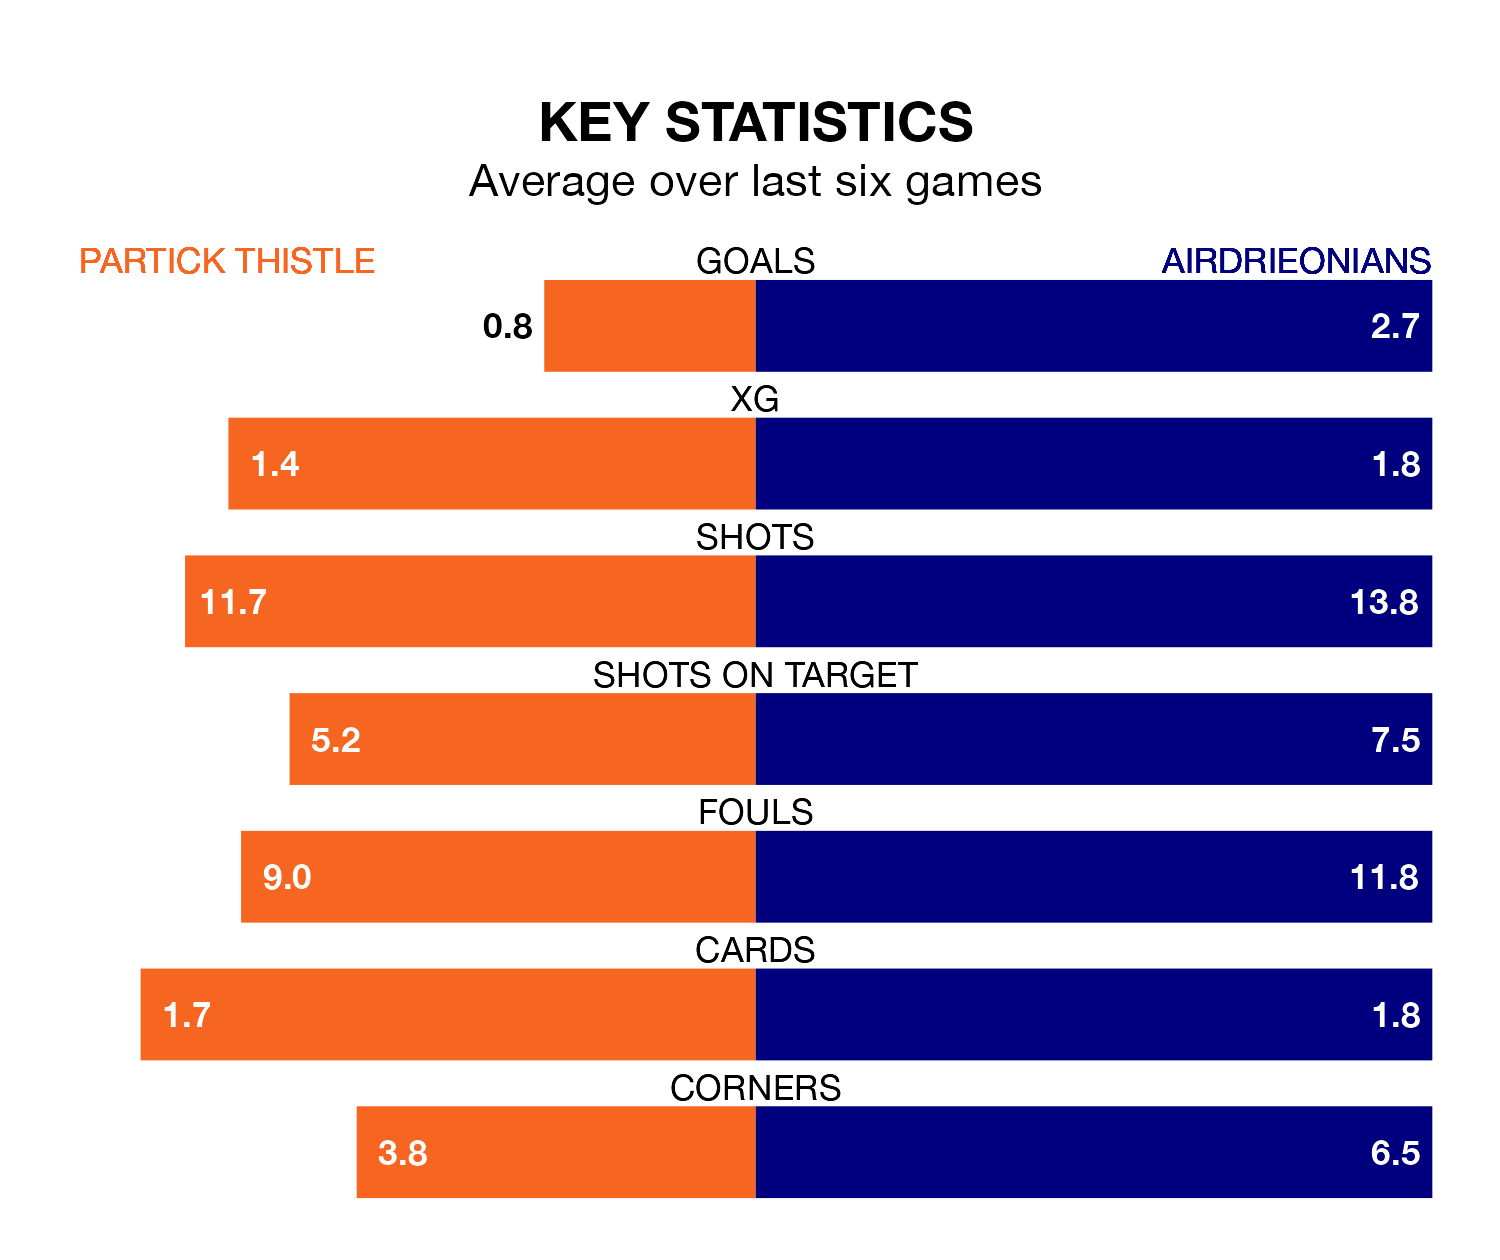 KEY STATISTICS
Average over last six games
PARTICK THISTLE GOALS AIRDRIEONIANS
0.8 2.7
XG
1.4 1.8
SHOTS
11.7 13.8
SHOTS ON TARGET
5.2 7.5
FOULS
9.0 11.8
CARDS
1.7 1.8
CORNERS
3.8 6.5